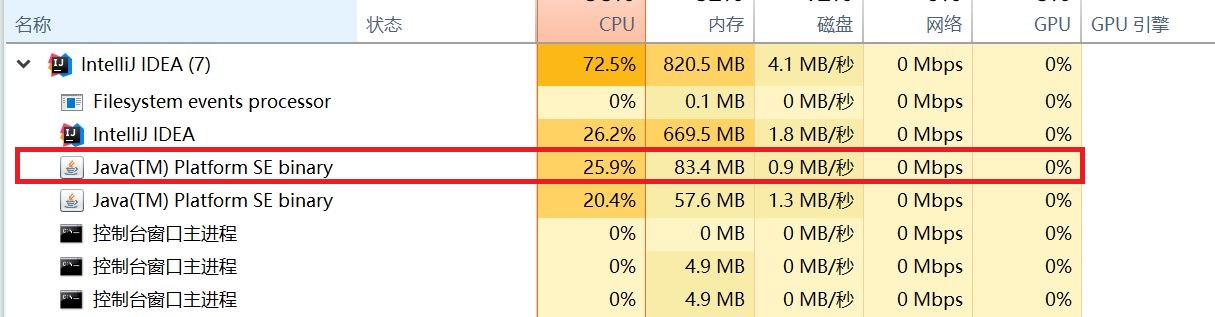 名称 状态 CPU 内存 磁盘 网络 GPU GPU 引擎
IntelliJ IDEA (7) 72.5% 820.5 MB 4.1 MB/秒 0 Mbps 0%
Filesystem events processor 0% 0.1 MB 0 MB/秒 0 Mbps 0%
IntelliJ IDEA 26.2% 669.5 MB 1.8 MB/秒 0 Mbps 0%
Java(TM) Platform SE binary 25.9% 83.4 MB 0.9 MB/秒 0 Mbps 0%
Java(TM) Platform SE binary 20.4% 57.6 MB 1.3 MB/秒 0 Mbps 0%
控制台窗口主进程 0% 0 MB 0 MB/秒 0 Mbps 0%
控制台窗口主进程 0% 4.9 MB 0 MB/秒 0 Mbps 0%
控制台窗口主进程 0% 4.9 MB 0 MB/秒 0 Mbps 0%